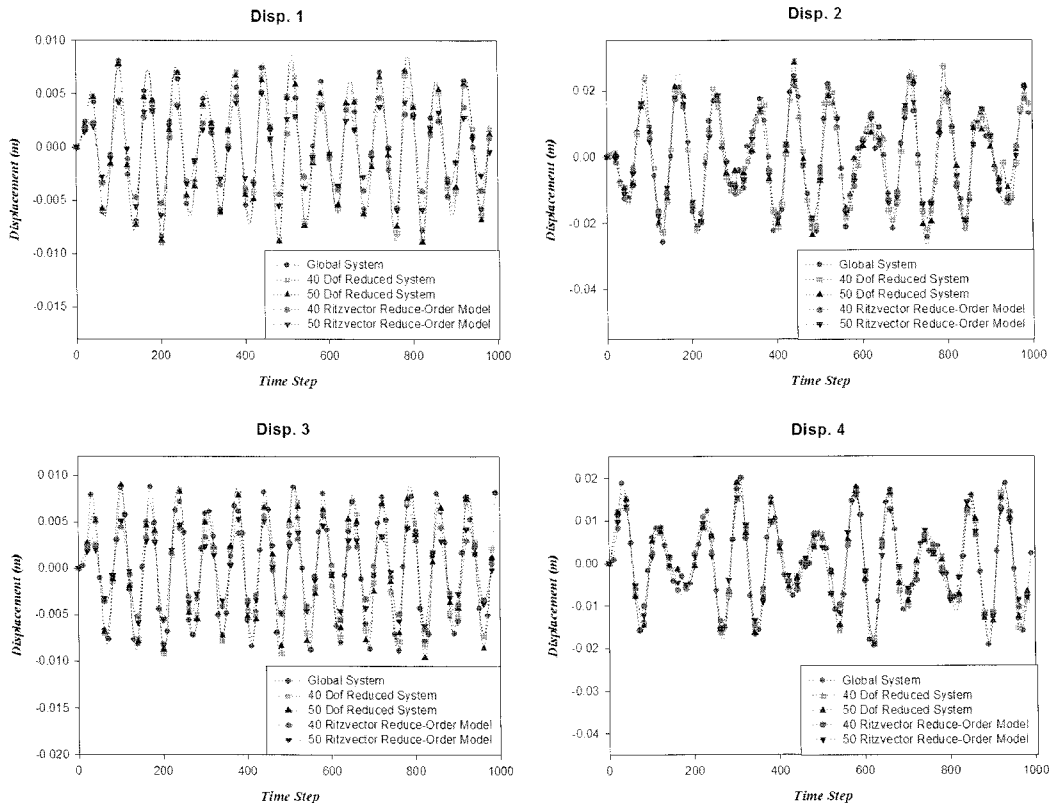 Disp. 1
0.010
0.005
0.000
-0.005
-0.010
-0.015
Displacement (m)
Global System
40 Dof Reduced System
50 Dof Reduced System
40 Ritzvector Reduce-Order Model
50 Ritzvector Reduce-Order Model
0 200 400 600 800 1000
Time Step
Disp. 2
0.02
0.00
-0.02
-0.04
Displacement (m)
Global System
40 Dof Reduced System
50 Dof Reduced System
40 Ritzvector Reduce-Order Model
50 Ritzvector Reduce-Order Model
0 200 400 600 800 1000
Time Step
Disp. 3
0.010
0.005
0.000
-0.005
-0.010
-0.015
-0.020
Displacement (m)
Global System
40 Dof Reduced System
50 Dof Reduced System
40 Ritzvector Reduce-Order Model
50 Ritzvector Reduce-Order Model
0 200 400 600 800 1000
Time Step
Disp. 4
0.02
0.01
0.00
-0.01
-0.02
-0.03
-0.04
Displacement (m)
Global System
40 Dof Reduced System
50 Dof Reduced System
40 Ritzvector Reduce-Order Model
50 Ritzvector Reduce-Order Model
0 200 400 600 800 1000
Time Step